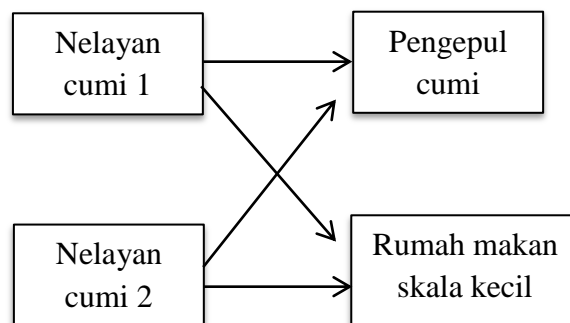 Nelayan
cumi 1
Pengepul
cumi
Nelayan
cumi 2
Rumah makan
skala kecil